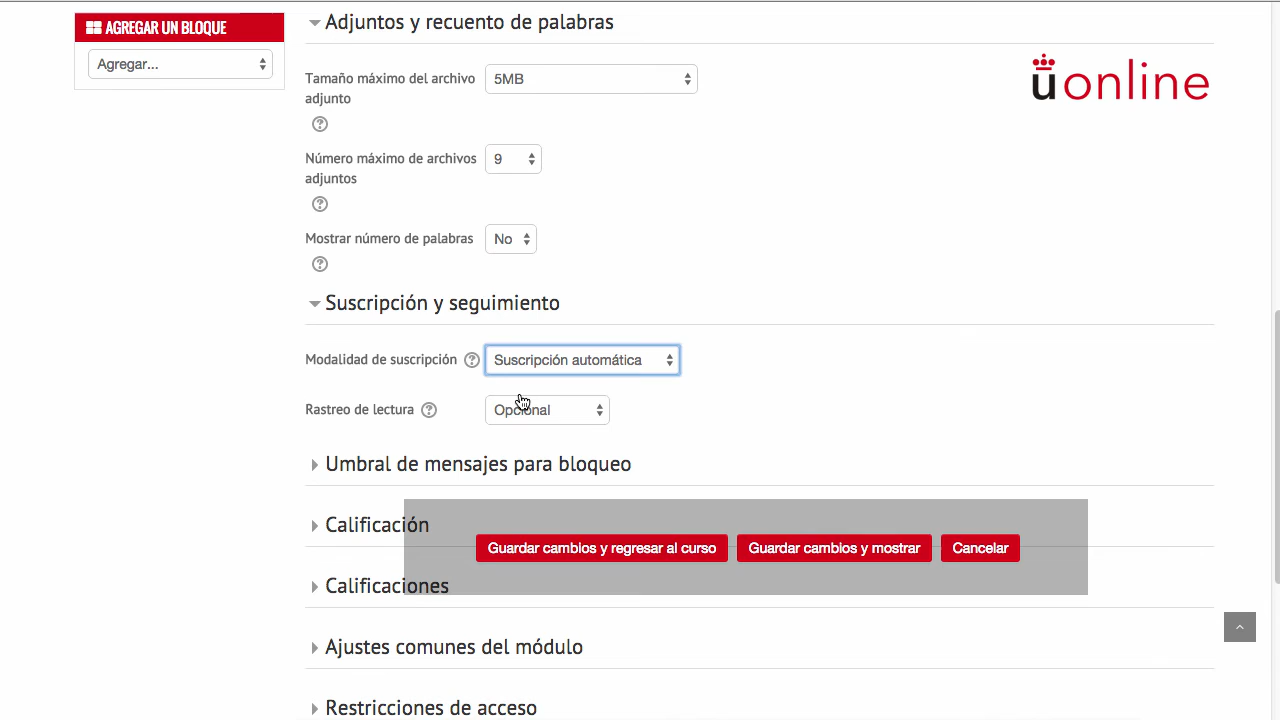 AGREGAR UN BLOQUE
Agregar...
Adjuntos y recuento de palabras
Tamaño máximo del archivo
adjunto
5MB
uonline
Número máximo de archivos
adjuntos
9
Mostrar número de palabras
No
Suscripción y seguimiento
Modalidad de suscripción
Suscripción automática
Rastreo de lectura
Opcional
Umbral de mensajes para bloqueo
Calificación
Guardar cambios y regresar al curso
Guardar cambios y mostrar
Cancelar
Calificaciones
Ajustes comunes del módulo
Restricciones de acceso